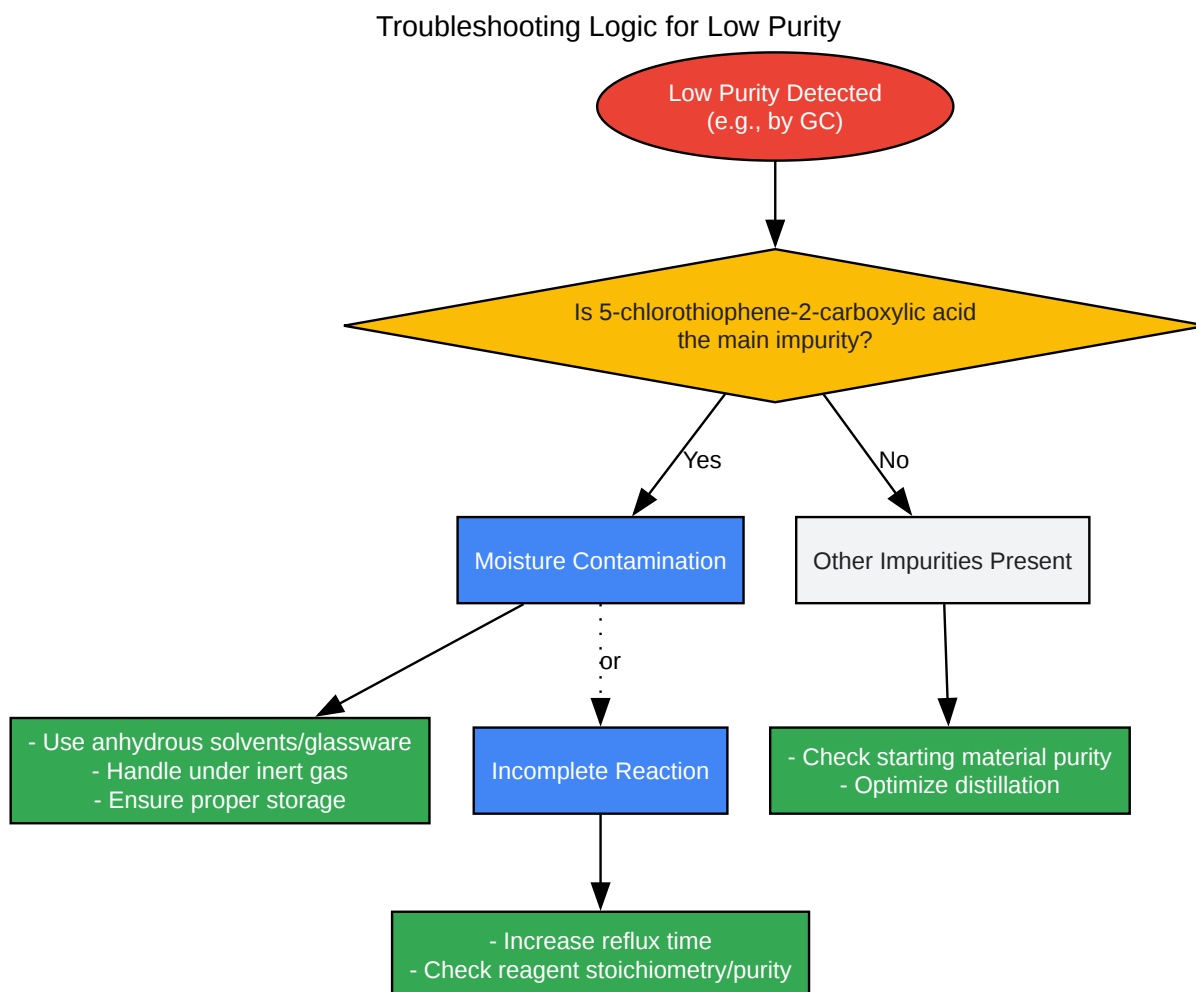 Troubleshooting Logic for Low Purity
Low Purity Detected
(e.g., by GC)
Is 5-chlorothiophene-2-carboxylic acid
the main impurity?
Yes
No
Moisture Contamination
Other Impurities Present
or
- Use anhydrous solvents/glassware
- Handle under inert gas
- Ensure proper storage
Incomplete Reaction
- Check starting material purity
- Optimize distillation
- Increase reflux time
- Check reagent stoichiometry/purity